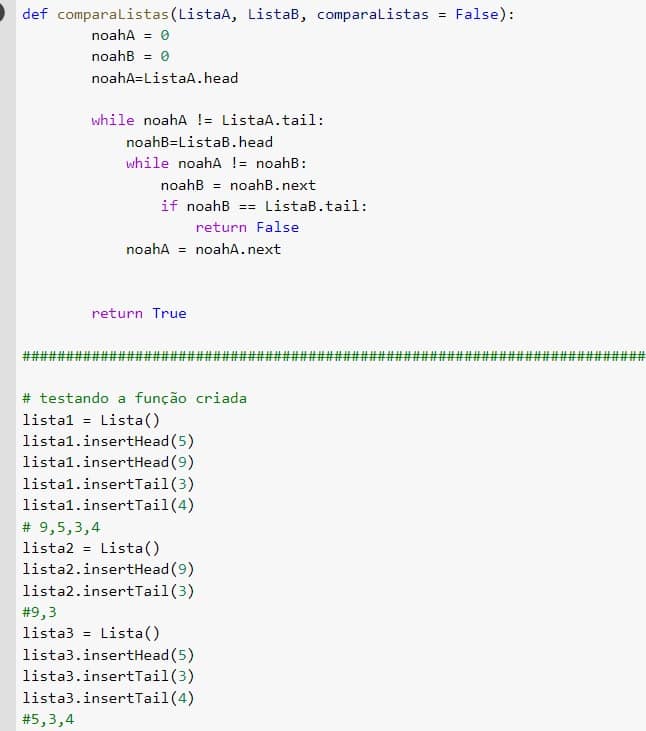 def comparaListas(ListaA, ListaB, comparaListas = False):
noahA = 0
noahB = 0
noahA=ListaA.head
while noahA != ListaA.tail:
noahB=ListaB.head
while noahA != noahB:
noahB = noahB.next
if noahB == ListaB.tail:
return False
noahA = noahA.next
return True
########################################################################
# testando a função criada
lista1 = Lista()
lista1.insertHead(5)
lista1.insertHead(9)
lista1.insertTail(3)
lista1.insertTail(4)
# 9,5,3,4
lista2 = Lista()
lista2.insertHead(9)
lista2.insertTail(3)
#9,3
lista3 = Lista()
lista3.insertHead(5)
lista3.insertTail(3)
lista3.insertTail(4)
#5,3,4